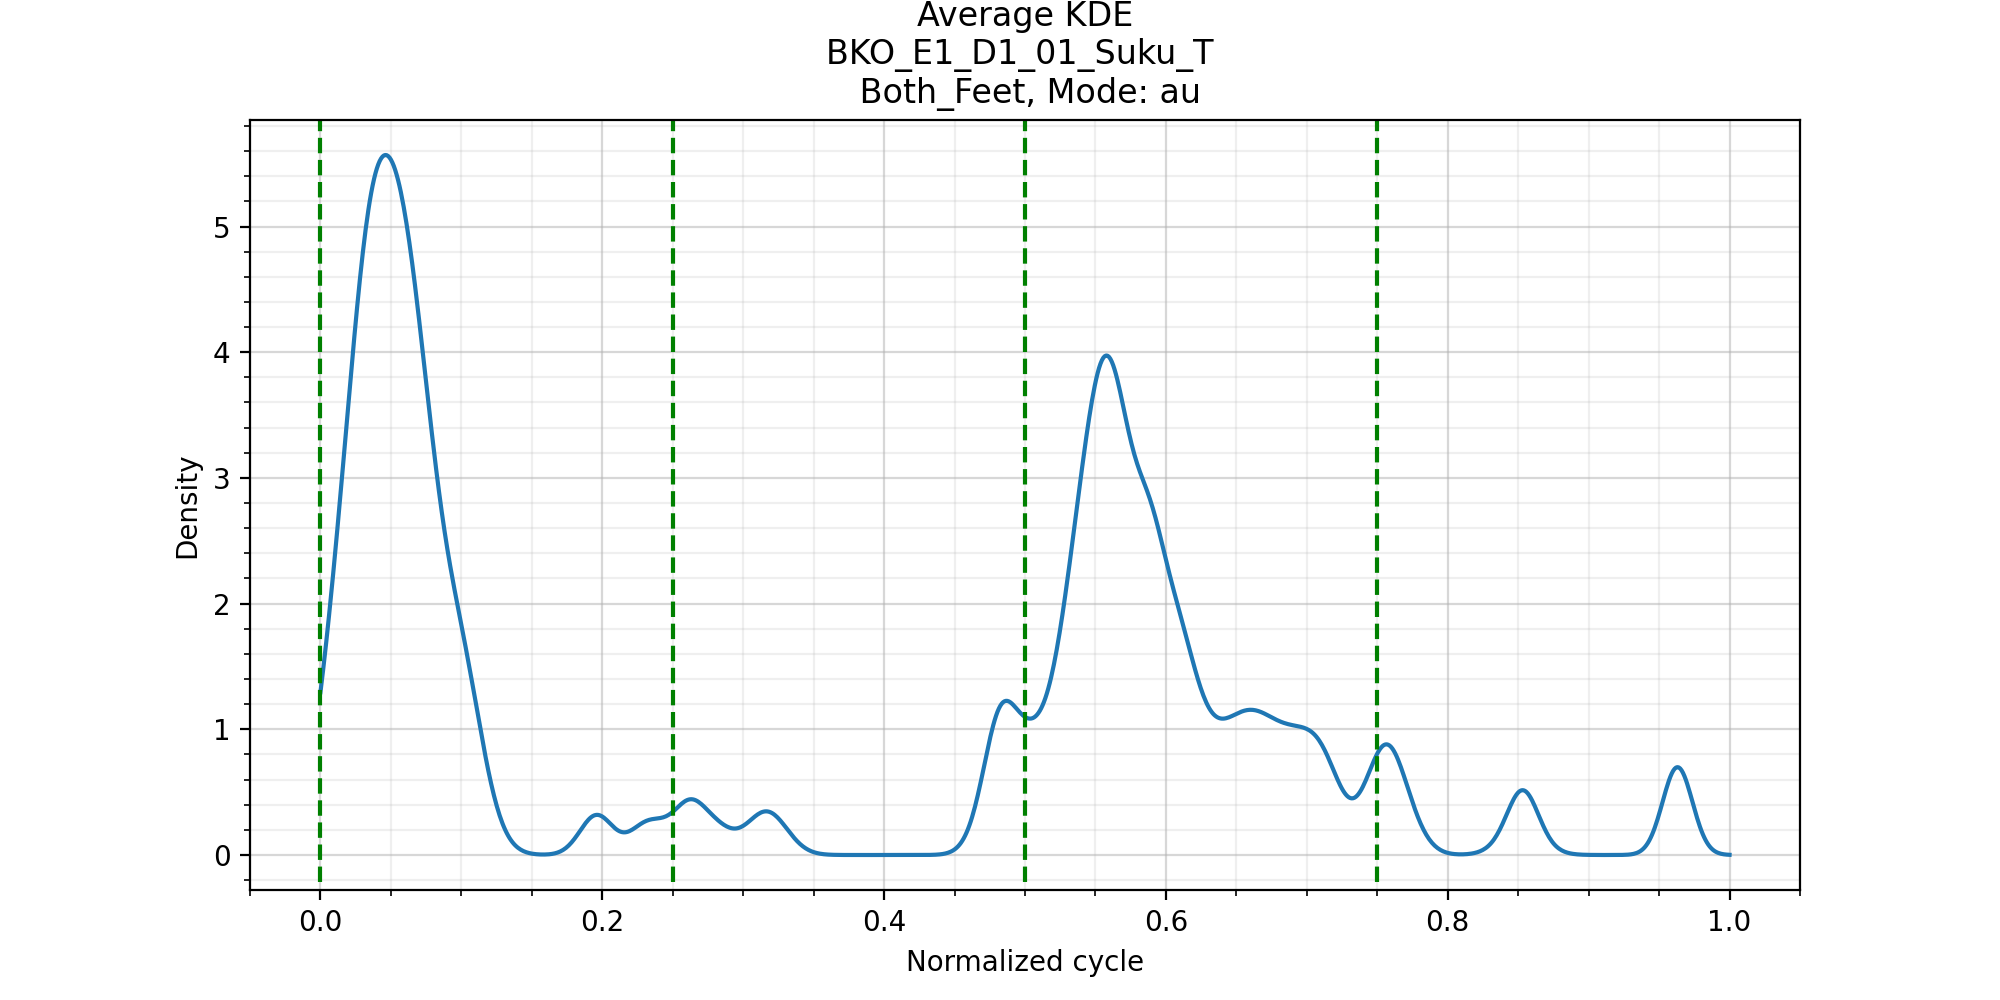 Average KDE
BKO_E1_D1_01_Suku_T
Both_Feet, Mode: au
Density
5
4
3
2
1
0
0.0 0.2 0.4 0.6 0.8 1.0
Normalized cycle